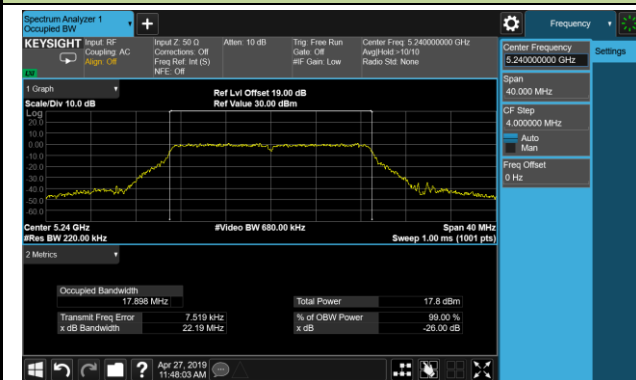 Spectrum Analyzer 1
Occupied BW
Frequency
KEYSIGHT
Input: RF
Coupling: AC
Align: Off
Input Z: 50 Ω
Corrections: Off
Freq Ref: Int (S)
NFE: Off
Atten: 10 dB
Trig: Free Run
Gate: Off
#IF Gain: Low
Center Freq: 5.240000000 GHz
Avg|Hold:>10/10
Radio Std: None
Center Frequency
5.240000000 GHz
Settings
Span
40.000 MHz
CF Step
4.000000 MHz
Auto
Man
Freq Offset
0 Hz
1 Graph
Scale/Div 10.0 dB
Ref Lvl Offset 19.00 dB
Ref Value 30.00 dBm
Log
20.0
10.0
0.00
-10.0
-20.0
-30.0
-40.0
-50.0
-60.0
Center 5.24 GHz
#Res BW 220.00 kHz
#Video BW 680.00 kHz
Span 40 MHz
Sweep 1.00 ms (1001 pts)
2 Metrics
Occupied Bandwidth
17.898 MHz
Total Power 17.8 dBm
Transmit Freq Error 7.519 kHz
% of OBW Power 99.00 %
x dB Bandwidth 22.19 MHz
x dB -26.00 dB
Apr 27, 2019
11:48:03 AM